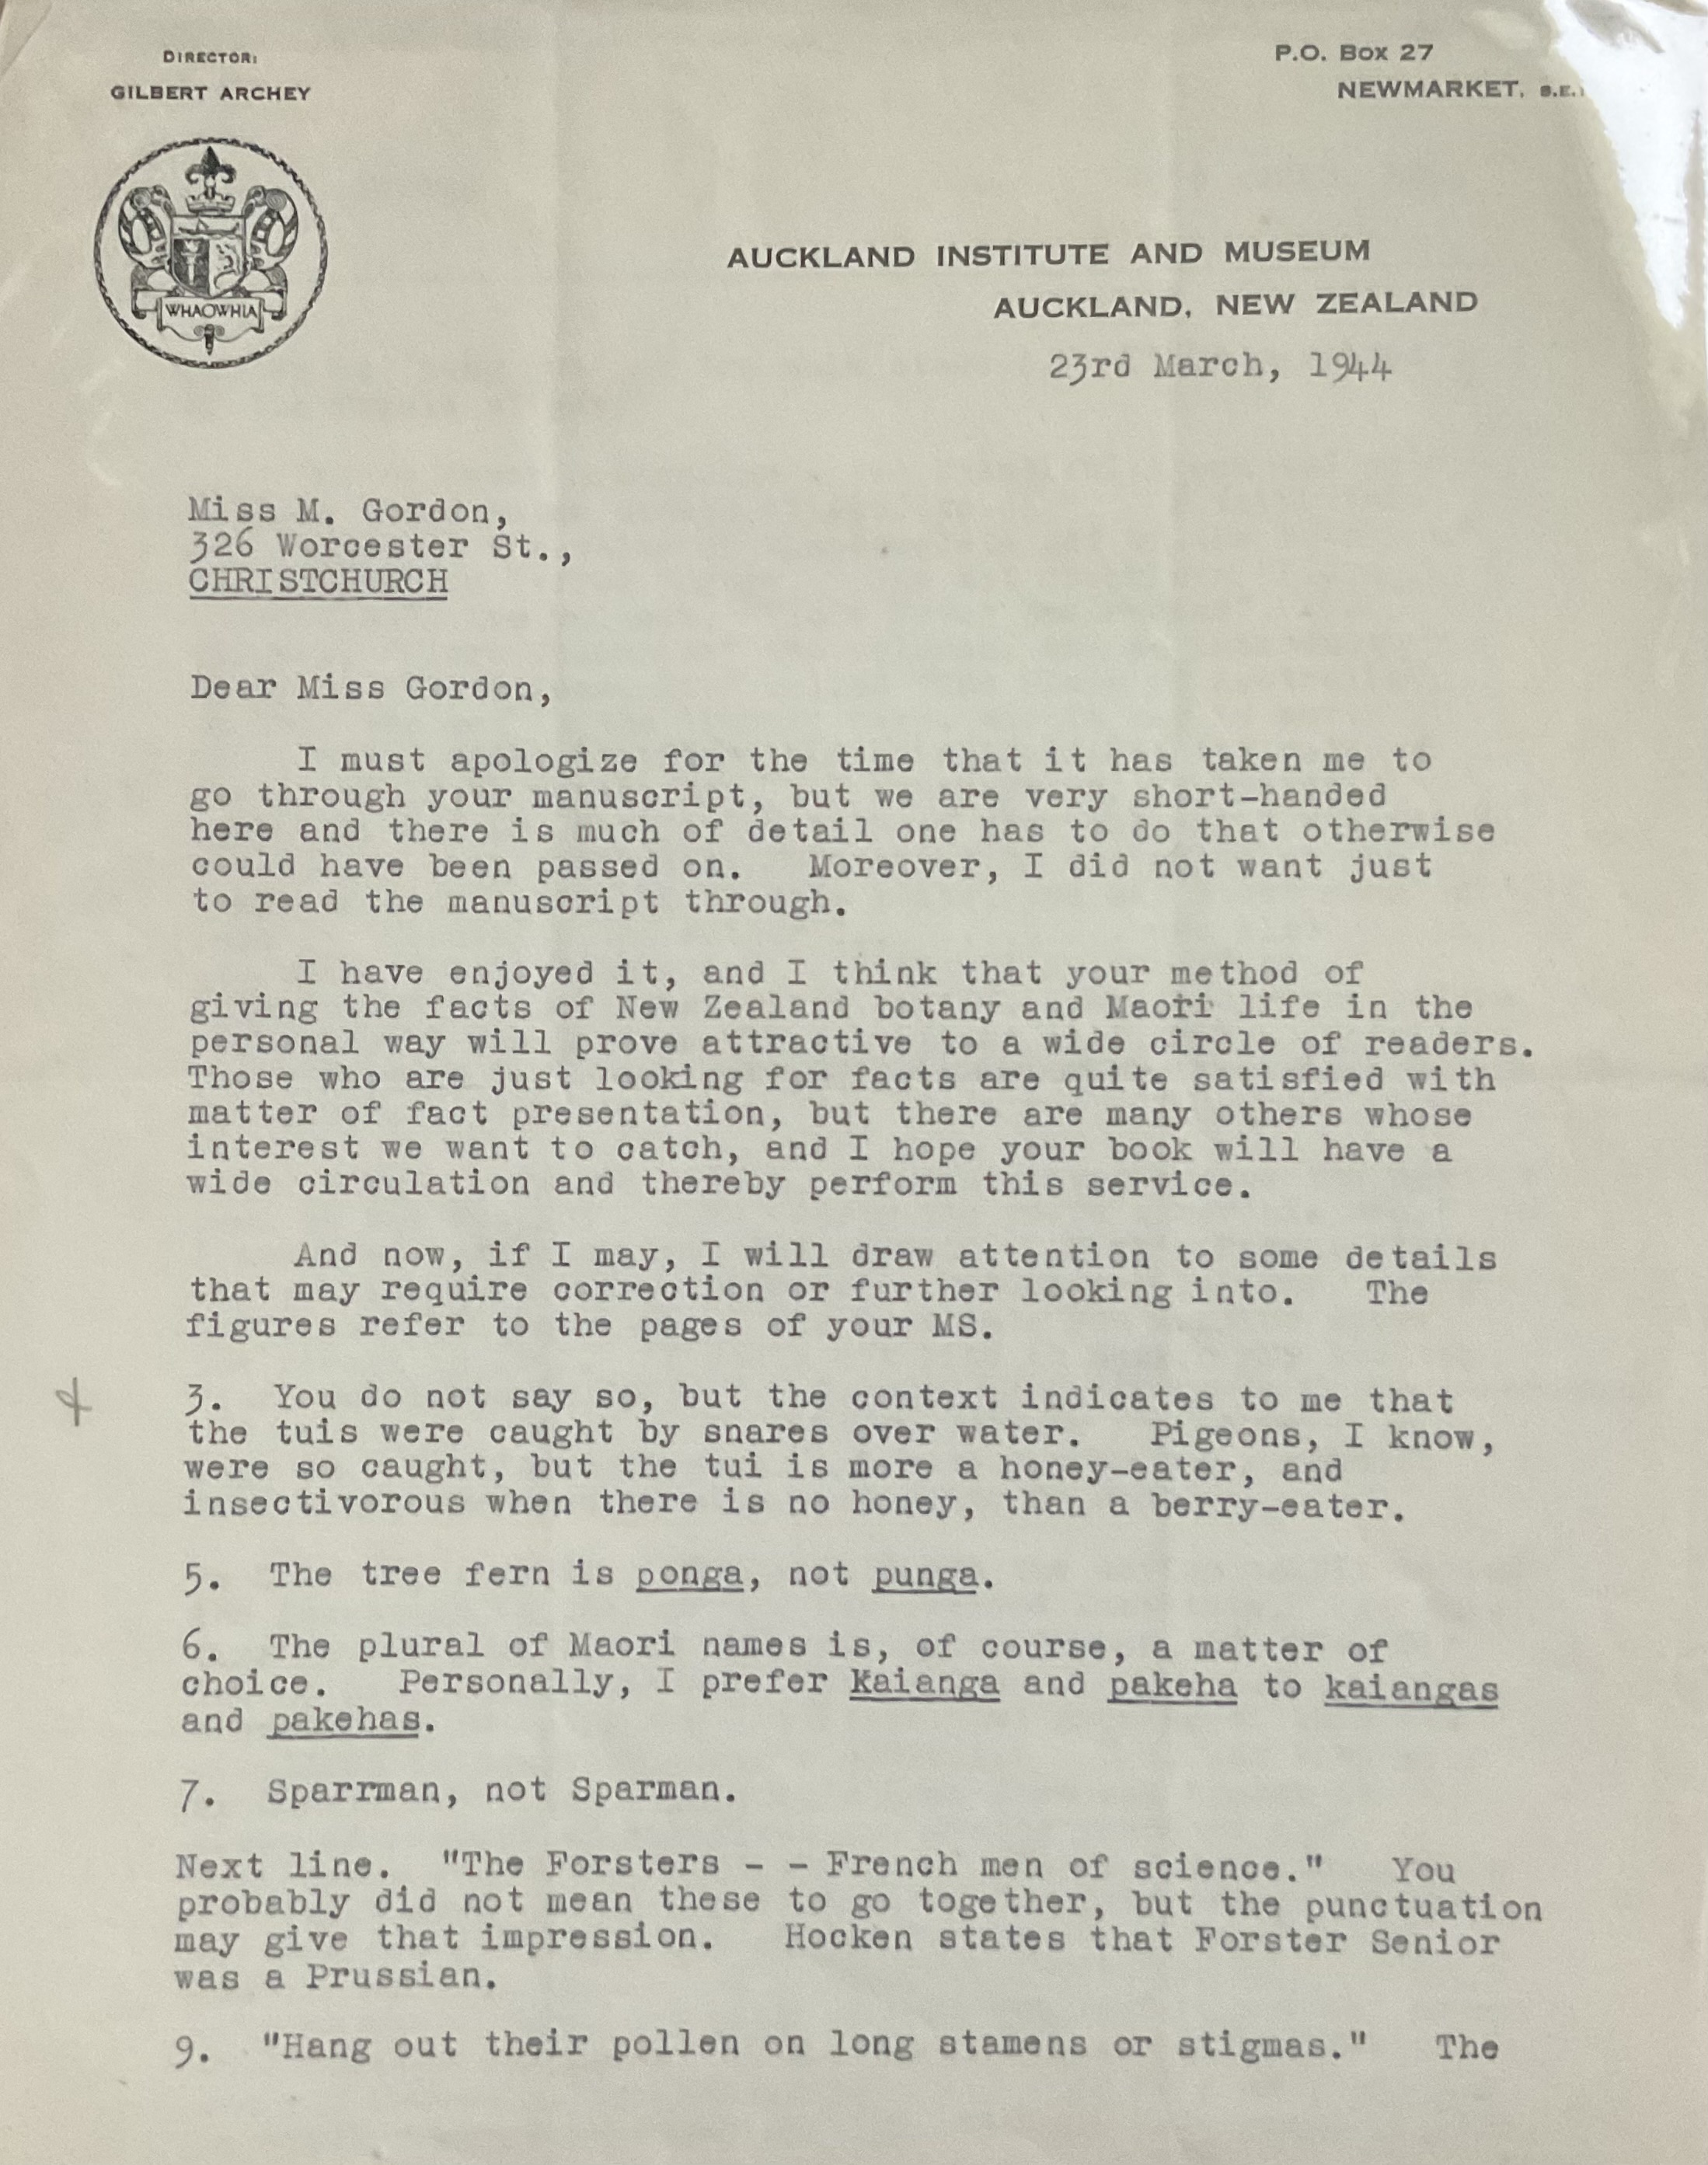 DIRECTOR:
GILBERT ARCHEY
P.O. Box 27
NEWMARKET, S.E.
WHAOWHIA
AUCKLAND INSTITUTE AND MUSEUM
AUCKLAND, NEW ZEALAND
23rd March, 1944
Miss M. Gordon,
326 Worcester St.,
CHRISTCHURCH
Dear Miss Gordon,
I must apologize for the time that it has taken me to
go through your manuscript, but we are very short-handed
here and there is much of detail one has to do that otherwise
could have been passed on. Moreover, I did not want just
to read the manuscript through.
I have enjoyed it, and I think that your method of
giving the facts of New Zealand botany and Maori life in the
personal way will prove attractive to a wide circle of readers.
Those who are just looking for facts are quite satisfied with
matter of fact presentation, but there are many others whose
interest we want to catch, and I hope your book will have a
wide circulation and thereby perform this service.
And now, if I may, I will draw attention to some details
that may require correction or further looking into. The
figures refer to the pages of your MS.
3. You do not say so, but the context indicates to me that
the tuis were caught by snares over water. Pigeons, I know,
were so caught, but the tui is more a honey-eater, and
insectivorous when there is no honey, than a berry-eater.
5. The tree fern is ponga, not punga.
6. The plural of Maori names is, of course, a matter of
choice. Personally, I prefer Kaianga and pakeha to kaiangas
and pakehas.
7. Sparrman, not Sparman.
Next line. "The Forsters - - French men of science." You
probably did not mean these to go together, but the punctuation
may give that impression. Hocken states that Forster Senior
was a Prussian.
9. "Hang out their pollen on long stamens or stigmas." The